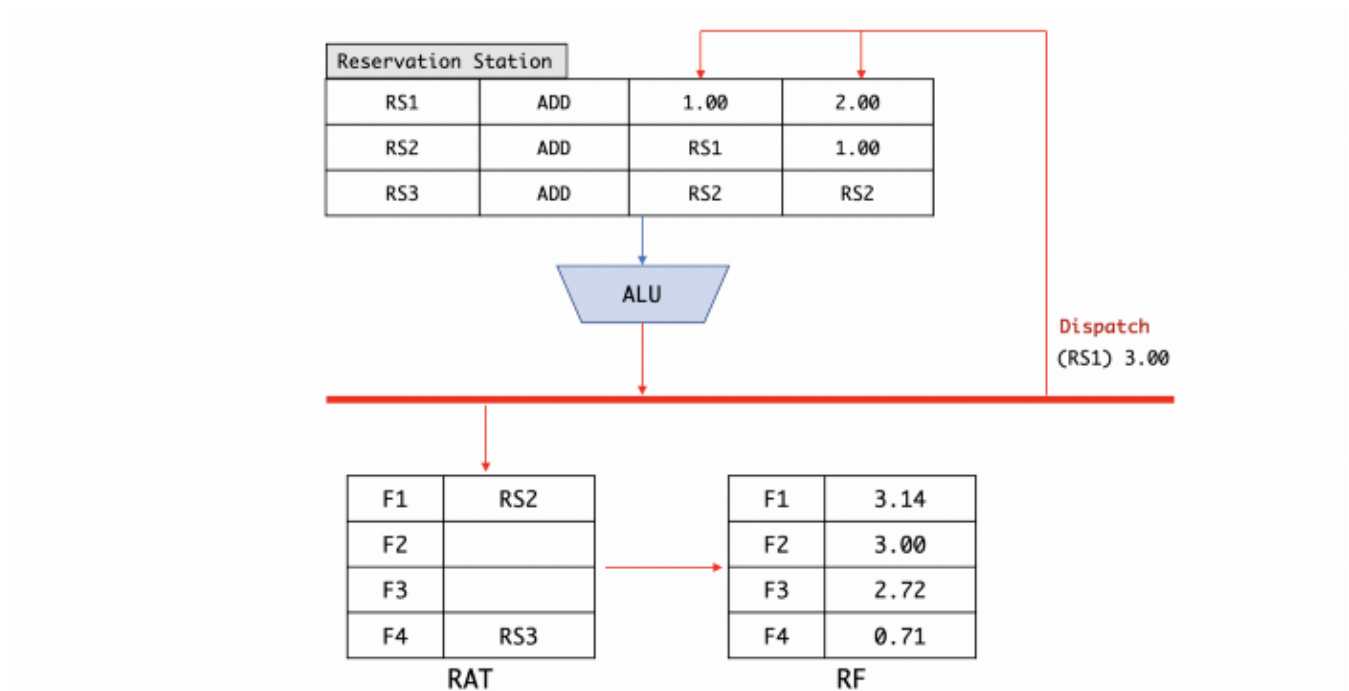 Reservation Station
RS1 ADD 1.00 2.00
RS2 ADD RS1 1.00
RS3 ADD RS2 RS2
ALU
Dispatch
(RS1) 3.00
F1 RS2
F2
F3
F4 RS3
RAT
F1 3.14
F2 3.00
F3 2.72
F4 0.71
RF